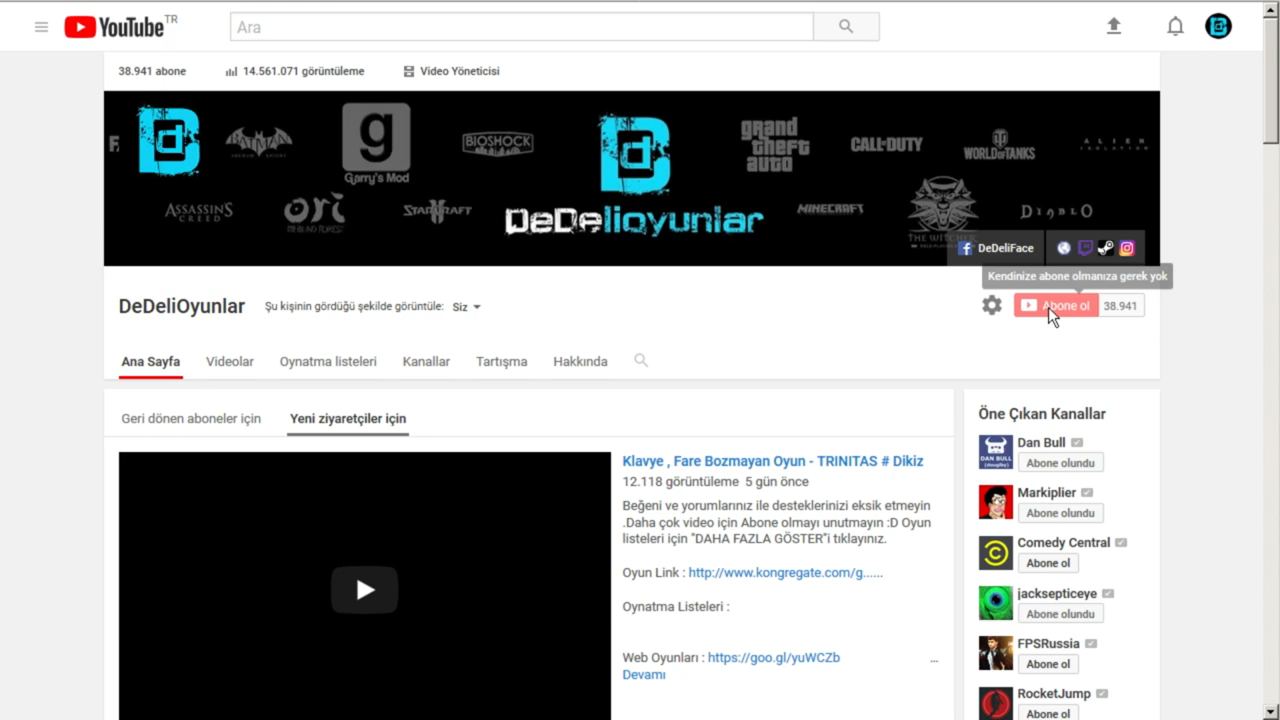 YouTube TR
Ara
38.941 abone
14.561.071 görüntüleme
Video Yöneticisi
BATMAN
g
Garry's Mod
BIOSHOCK
grand
theft
auto
CALL·DUTY
WORLD OF TANKS
ALIEN
ISOLATION
ASSASSINS
CREED
ori
STARCRAFT
DeDelioyunlar
MINECRAFT
THE WITCHER
DIABLO
DeDeliFace
Kendinize abone olmanıza gerek yok
DeDeliOyunlar
Şu kişinin gördüğü şekilde görüntüle: Siz
Abone ol 38.941
Ana Sayfa
Videolar
Oynatma listeleri
Kanallar
Tartışma
Hakkında
Geri dönen aboneler için
Yeni ziyaretçiler için
Klavye , Fare Bozmayan Oyun - TRINITAS # Dikiz
12.118 görüntüleme 5 gün önce
Beğeni ve yorumlarınız ile desteklerinizi eksik etmeyin
.Daha çok video için Abone olmayı unutmayın :D Oyun
listeleri için "DAHA FAZLA GÖSTER"i tıklayınız.
Oyun Link : http://www.kongregate.com/g......
Oynatma Listeleri :
Web Oyunları : https://goo.gl/yuWCZb ...
Devamı
Öne Çıkan Kanallar
DAN BULL
Dan Bull
Abone olundu
Markiplier
Abone olundu
Comedy Central
Abone ol
jacksepticeye
Abone olundu
FPSRussia
Abone ol
RocketJump
Abone ol